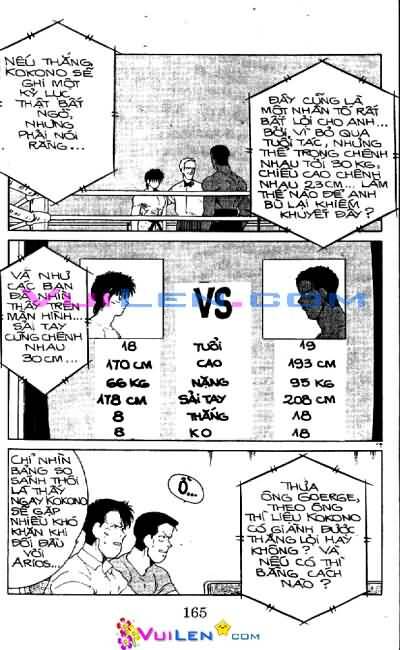 NẾU THẮNG,
KOKONO SẼ
GHI MỘT
KỶ LỤC
THẬT BẤT
NGỜ,
NHƯNG
PHẢI NÓI
RẰNG...
ĐÂY CŨNG LÀ
MỘT NHÂN TỐ RẤT
BẤT LỢI CHO ANH...
BỞI VÌ BỎ QUA
TUỔI TÁC, NHƯNG
THỂ TRỌNG CHÊNH
NHAU TỚI 30 KG,
CHIỀU CAO CHÊNH
NHAU 23 CM... LÀM
THẾ NÀO ĐỂ ANH
BÙ LẠI KHIẾM
KHUYẾT ĐÂY?
VÀ NHƯ
CÁC BẠN
ĐÃ NHÌN
THẤY TRÊN
MÀN HÌNH...
SẢI TAY
CŨNG CHÊNH
NHAU
30 CM...
VS
18 TUỔI 19
170 CM CAO 193 CM
66 KG NẶNG 95 KG
178 CM SẢI TAY 208 CM
8 THẮNG 18
8 KO 18
CHỈ NHÌN
BẢNG SO
SÁNH THÔI
LÀ THẤY
NGAY KOKONO
SẼ GẶP
NHIỀU KHÓ
KHĂN KHI
ĐỐI ĐẦU
VỚI
ARIOS...
Ồ...
THƯA
ÔNG GOERGE,
THEO ÔNG
THÌ LIỆU KOKONO
CÓ GIÀNH ĐƯỢC
THẮNG LỢI HAY
KHÔNG? VÀ
NẾU CÓ THÌ
BẰNG CÁCH
NÀO?
165
VUILEN.COM
VUILEN.COM